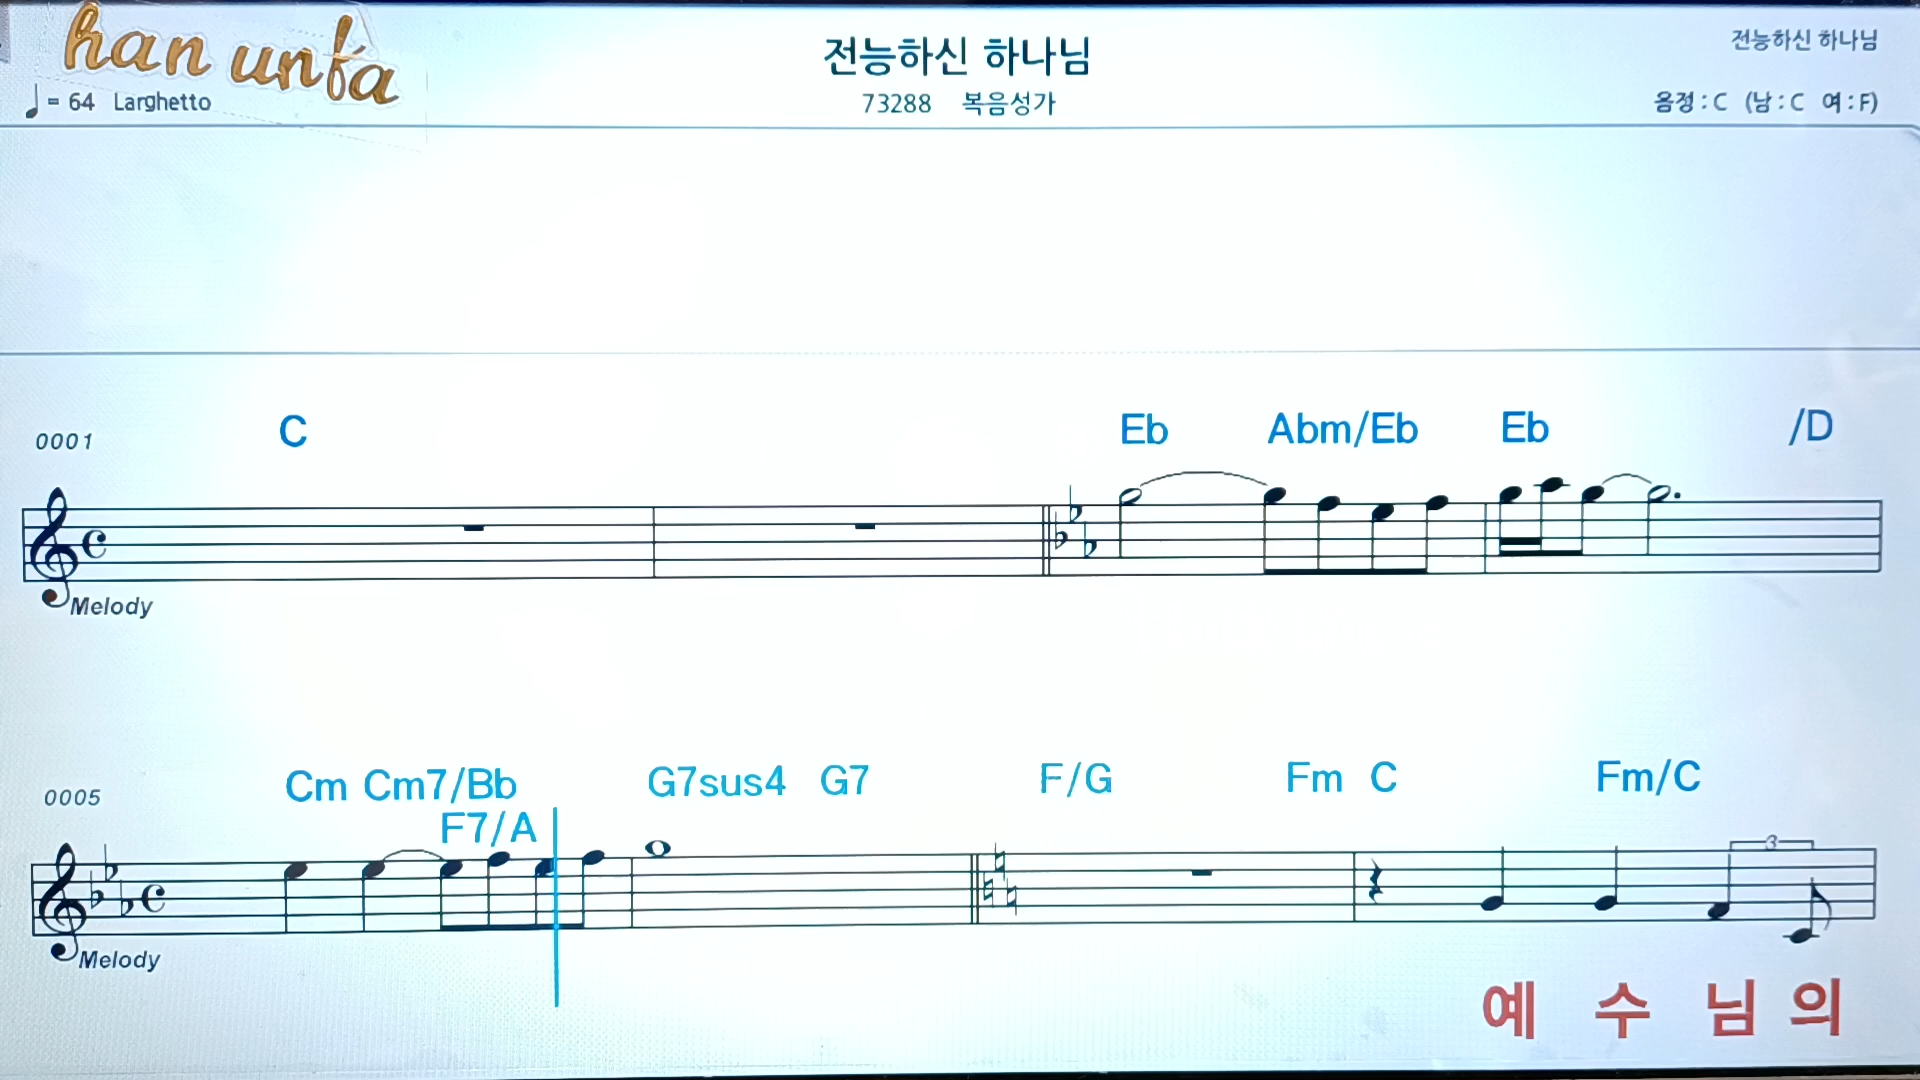 han unfa
전능하신 하나님
전능하신 하나님
♩= 64 Larghetto
73288 복음성가
음정 : C (남 : C 여 : F)
C Eb Abm/Eb Eb /D
0001
Melody
Cm Cm7/Bb G7sus4 G7 F/G Fm C Fm/C
0005
F7/A
3
Melody
예 수 님 의